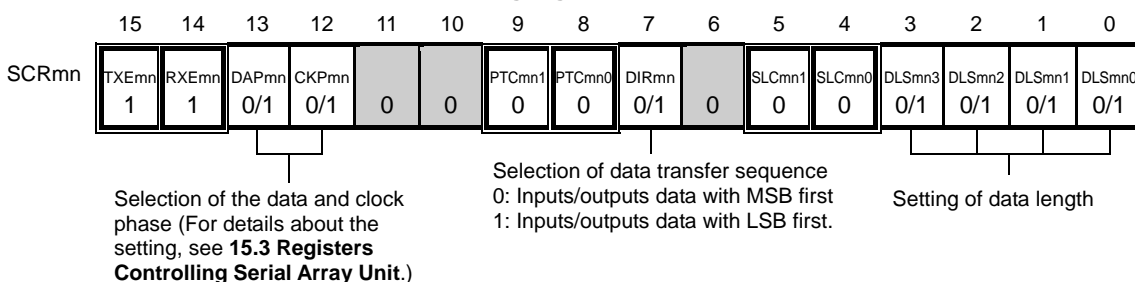 15 14 13 12 11 10 9 8 7 6 5 4 3 2 1 0
SCRmn TXEmn RXEmn DAPmn CKPmn PTCmn1 PTCmn0 DIRmn SLCmn1 SLCmn0 DLSmn3 DLSmn2 DLSmn1 DLSmn0
1 1 0/1 0/1 0 0 0 0 0/1 0 0 0 0/1 0/1 0/1 0/1
Selection of the data and clock
phase (For details about the
setting, see 15.3 Registers
Controlling Serial Array Unit.)
Selection of data transfer sequence
0: Inputs/outputs data with MSB first
1: Inputs/outputs data with LSB first.
Setting of data length